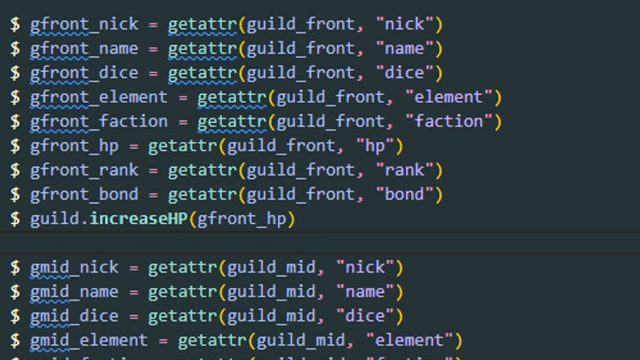 $ gfront_nick = getattr(guild_front, "nick")
$ gfront_name = getattr(guild_front, "name")
$ gfront_dice = getattr(guild_front, "dice")
$ gfront_element = getattr(guild_front, "element")
$ gfront_faction = getattr(guild_front, "faction")
$ gfront_hp = getattr(guild_front, "hp")
$ gfront_rank = getattr(guild_front, "rank")
$ gfront_bond = getattr(guild_front, "bond")
$ guild.increaseHP(gfront_hp)
$ gmid_nick = getattr(guild_mid, "nick")
$ gmid_name = getattr(guild_mid, "name")
$ gmid_dice = getattr(guild_mid, "dice")
$ gmid_element = getattr(guild_mid, "element")